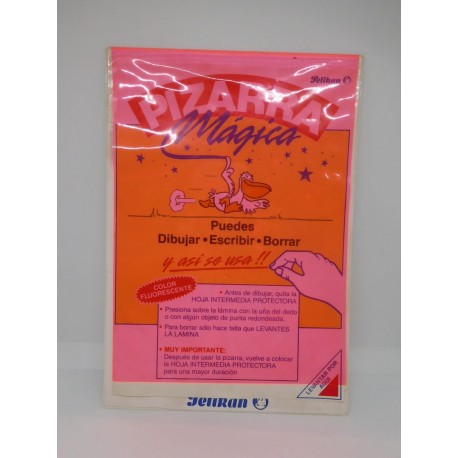 Pelikan
PIZARRA
Mágica
Puedes
Dibujar • Escribir • Borrar
y así se usa!!
COLOR
FLUORESCENTE
• Antes de dibujar, quita la
HOJA INTERMEDIA PROTECTORA
• Presiona sobre la lámina con la uña del dedo
o con algún objeto de punta redondeada.
• Para borrar sólo hace falta que LEVANTES
LA LAMINA
• MUY IMPORTANTE:
Después de usar la pizarra, vuelve a colocar
la HOJA INTERMEDIA PROTECTORA
para una mayor duración
LEVANTAR POR
AQUI
Pelikan